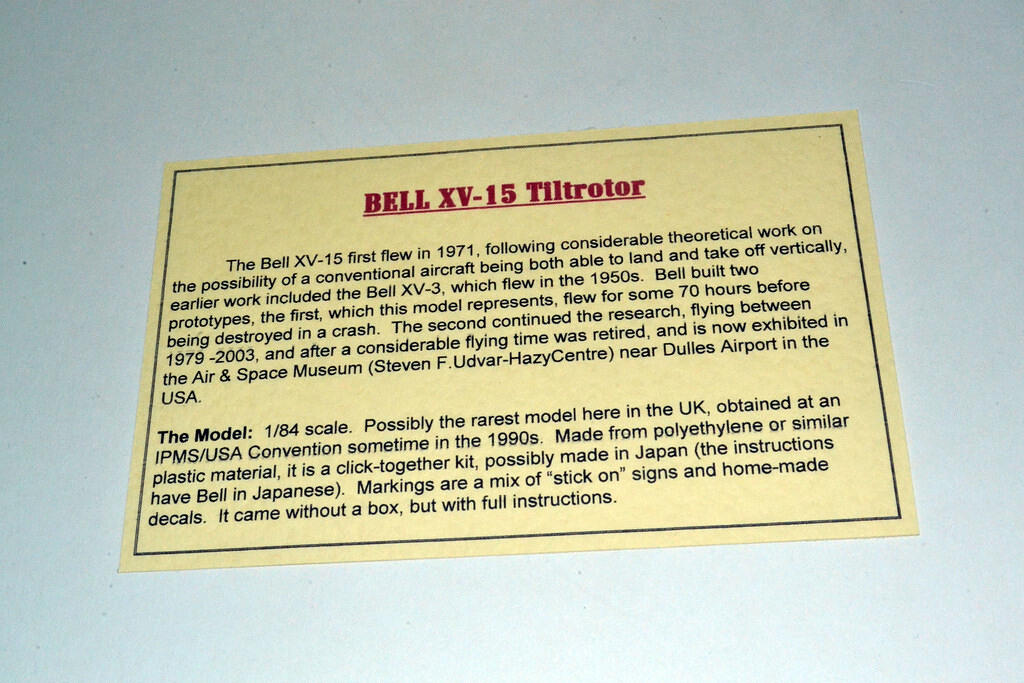 BELL XV-15 Tiltrotor
The Bell XV-15 first flew in 1971, following considerable theoretical work on
the possibility of a conventional aircraft being both able to land and take off vertically,
earlier work included the Bell XV-3, which flew in the 1950s. Bell built two
prototypes, the first, which this model represents, flew for some 70 hours before
being destroyed in a crash. The second continued the research, flying between
1979 -2003, and after a considerable flying time was retired, and is now exhibited in
the Air & Space Museum (Steven F.Udvar-HazyCentre) near Dulles Airport in the
USA.
The Model: 1/84 scale. Possibly the rarest model here in the UK, obtained at an
IPMS/USA Convention sometime in the 1990s. Made from polyethylene or similar
plastic material, it is a click-together kit, possibly made in Japan (the instructions
have Bell in Japanese). Markings are a mix of “stick on” signs and home-made
decals. It came without a box, but with full instructions.